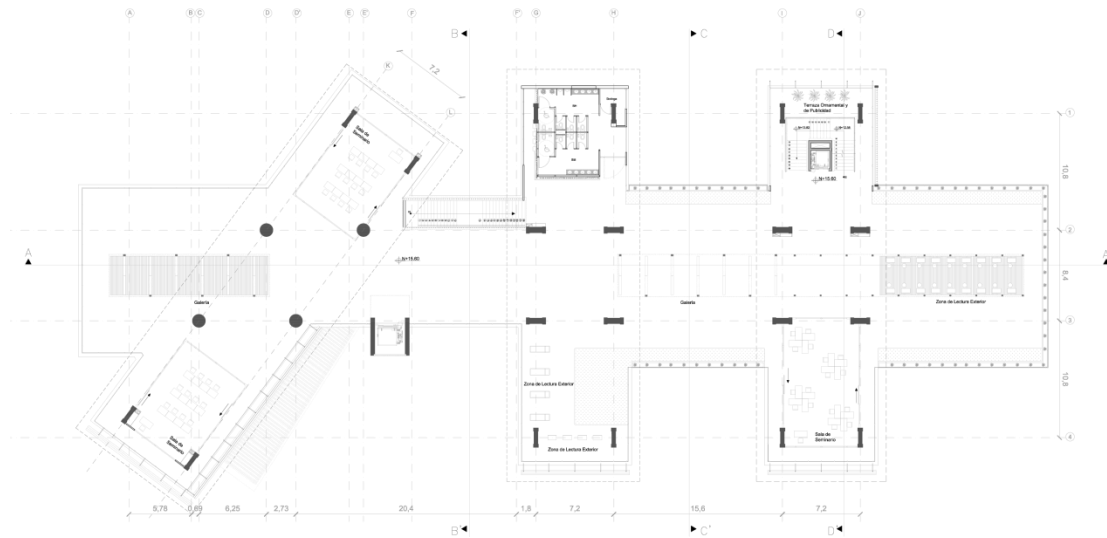 A B C D D' E E' F F' G H I J
B C D
K
7,2
L
Terraza Ornamental y
de Publicidad
1
Sala de
Seminario
N+15.60
10,8
2
N+15.60
A A
Galería
Galería
Zona de Lectura Exterior
8,4
3
Zona de Lectura Exterior
10,8
Sala de
Seminario
Sala de
Seminario
Zona de Lectura Exterior
4
5,78 0,69 6,25 2,73 20,4 1,8 7,2 15,6 7,2
B' C' D'